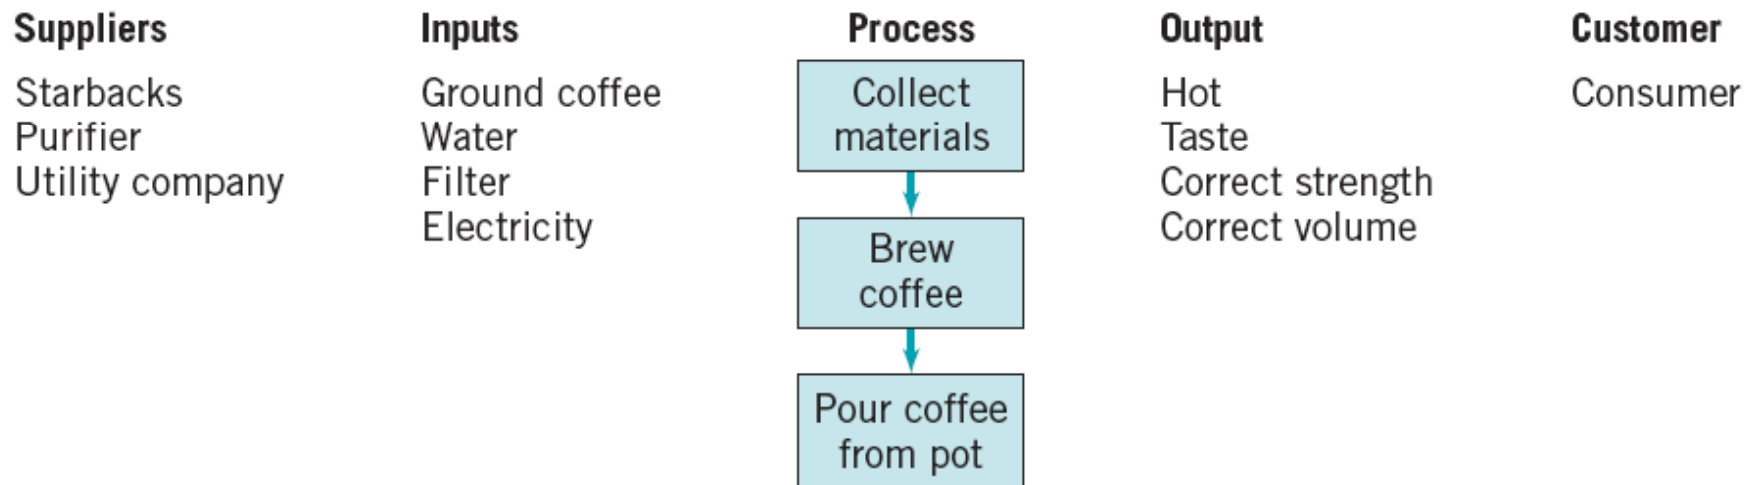 Suppliers
Starbacks
Purifier
Utility company
Inputs
Ground coffee
Water
Filter
Electricity
Process
Collect
materials
Brew
coffee
Pour coffee
from pot
Output
Hot
Taste
Correct strength
Correct volume
Customer
Consumer